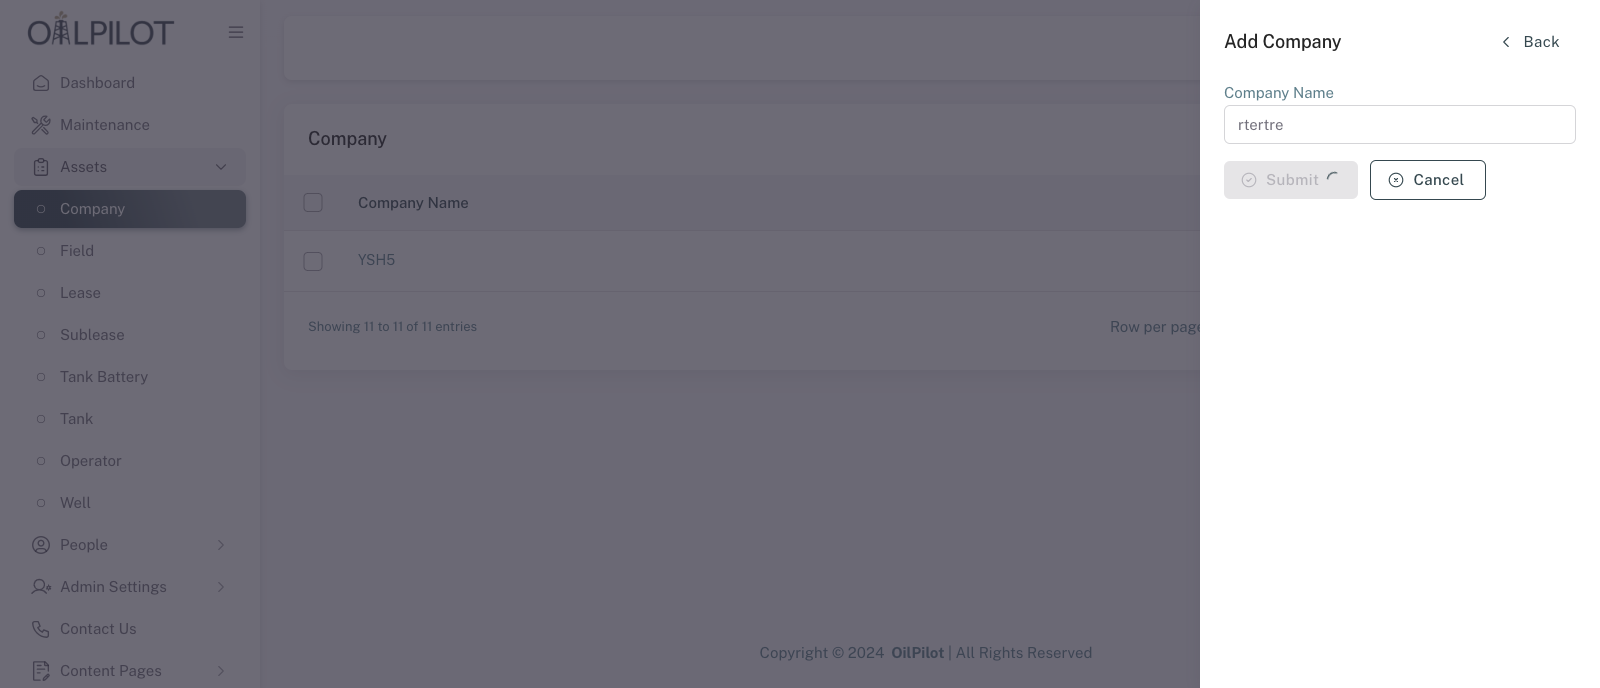 OILPILOT
Dashboard
Maintenance
Assets
Company
Field
Lease
Sublease
Tank Battery
Tank
Operator
Well
People
Admin Settings
Contact Us
Content Pages
Company
Company Name
YSH5
Showing 11 to 11 of 11 entries
Row per page
Copyright © 2024 OilPilot | All Rights Reserved
Add Company
Back
Company Name
rtertre
Submit
Cancel